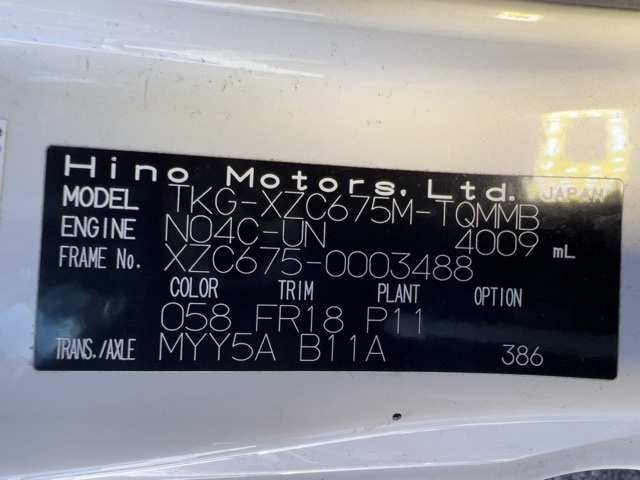 Hino Motors, Ltd. JAPAN
MODEL TKG-XZC675M-TQMMB
ENGINE N04C-UN 4009 mL
FRAME No. XZC675-0003488
COLOR TRIM PLANT OPTION
058 FR18 P11
TRANS./AXLE MYY5A B11A 386